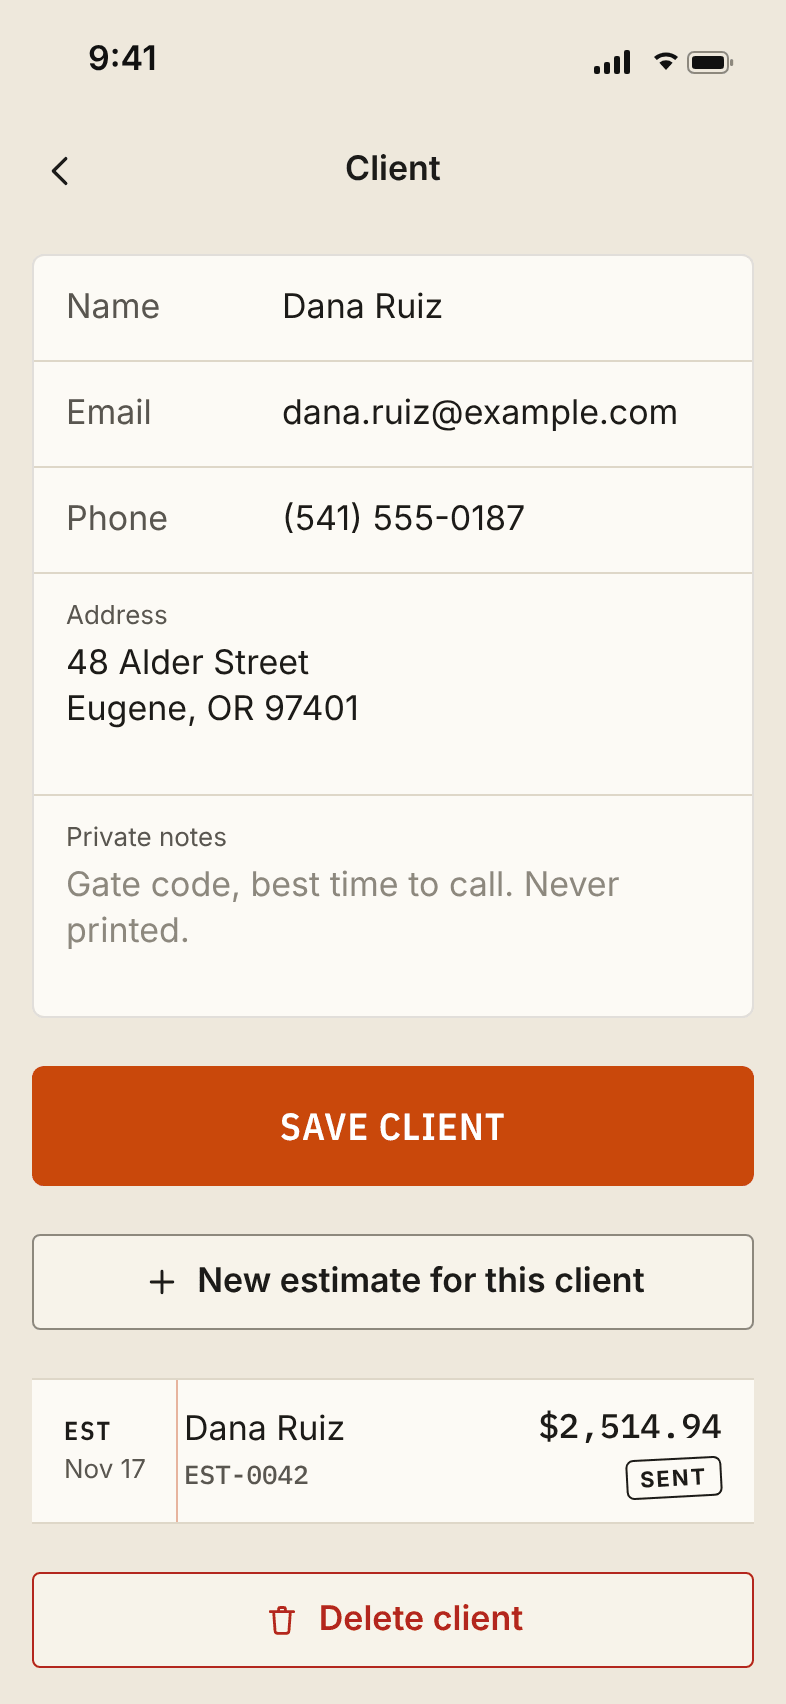 9:41
Client
Name Dana Ruiz
Email dana.ruiz@example.com
Phone (541) 555-0187
Address
48 Alder Street
Eugene, OR 97401
Private notes
Gate code, best time to call. Never
printed.
SAVE CLIENT
New estimate for this client
EST Dana Ruiz $2,514.94
Nov 17 EST-0042 SENT
Delete client